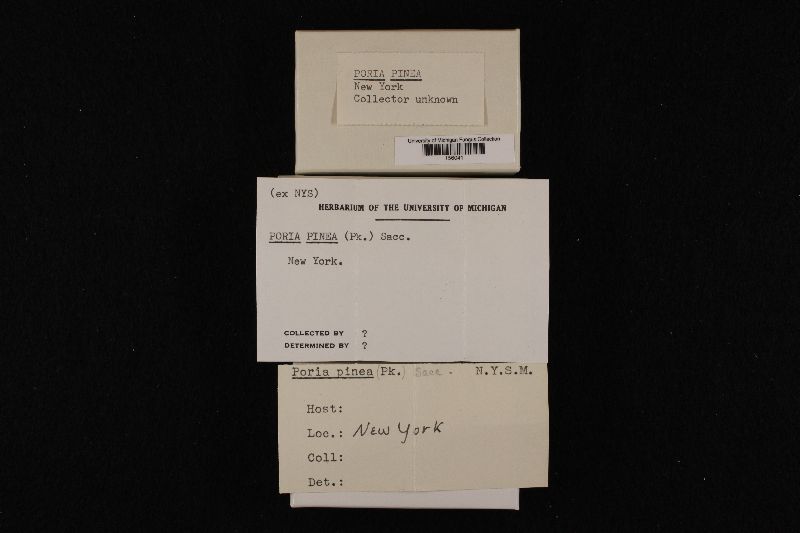 PORIA PINEA
New York
Collector unknown
University of Michigan Fungus Collection
156041
(ex NYS)
HERBARIUM OF THE UNIVERSITY OF MICHIGAN
PORIA PINEA (Pk.) Sacc.
New York.
COLLECTED BY ?
DETERMINED BY ?
Poria pinea (Pk.) Sacc. N.Y.S.M.
Host:
Loc.: New York
Coll:
Det.: